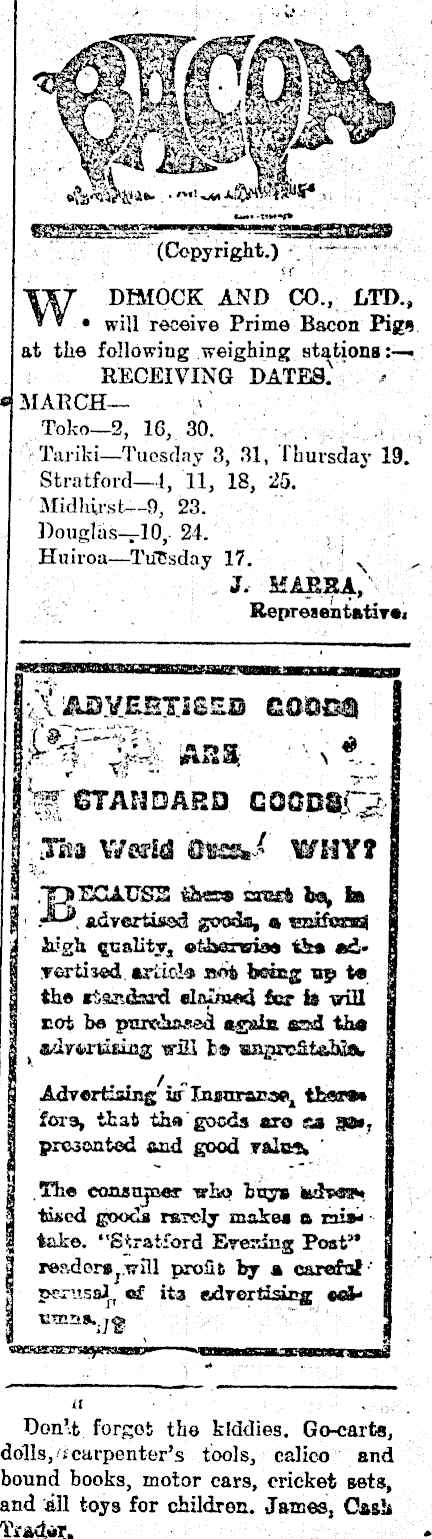 BACON
(Copyright.)
W. DIMOCK AND CO., LTD.,
will receive Prime Bacon Pigs
at the following weighing stations:—
RECEIVING DATES.
MARCH—
Toko—2, 16, 30.
Tariki—Tuesday 3, 31, Thursday 19.
Stratford—4, 11, 18, 25.
Midhirst—9, 23.
Douglas—10, 24.
Huiroa—Tuesday 17.
J. MARRA,
Representative.
ADVERTISED GOODS
ARE
STANDARD GOODS
The World Over. WHY?
BECAUSE there must be, in
advertised goods, a uniform
high quality, otherwise the ad-
vertised article not being up to
the standard claimed for it will
not be purchased again and the
advertising will be unprofitable.
Advertising is Insurance, there-
fore, that the goods are as re-
presented and good value.
The consumer who buys adver-
tised goods rarely makes a mis-
take. "Stratford Evening Post"
readers will profit by a careful
perusal of its advertising col-
umns.
Don't forget the kiddies. Go-carts,
dolls, carpenter's tools, calico and
bound books, motor cars, cricket sets,
and all toys for children. James, Cash
Trader.